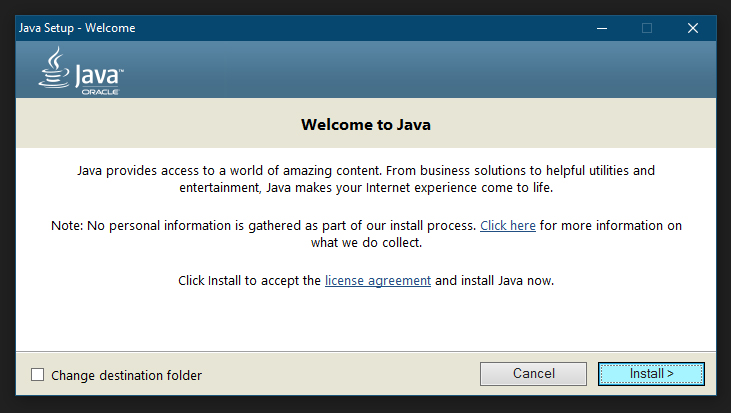 Java Setup - Welcome
Java™
ORACLE®
Welcome to Java
Java provides access to a world of amazing content. From business solutions to helpful utilities and
entertainment, Java makes your Internet experience come to life.
Note: No personal information is gathered as part of our install process. Click here for more information on
what we do collect.
Click Install to accept the license agreement and install Java now.
Change destination folder
Cancel
Install >